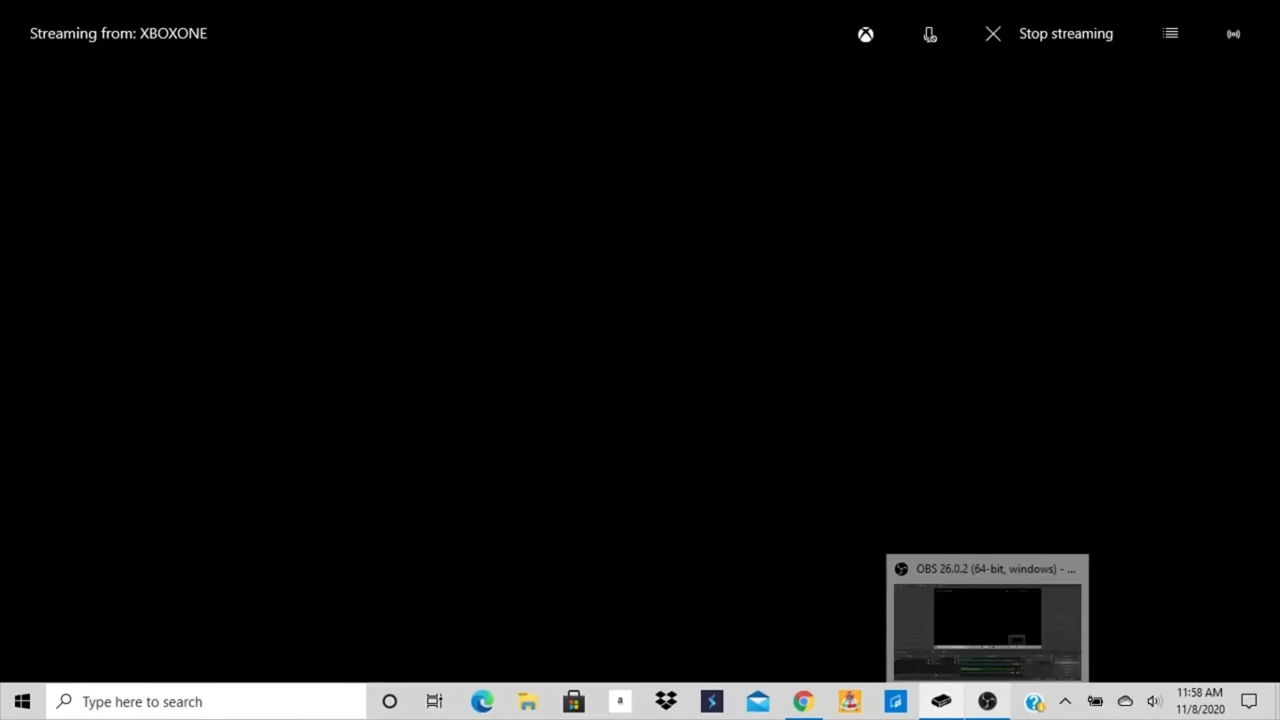 Streaming from: XBOXONE
Stop streaming
OBS 26.0.2 (64-bit, windows) - ...
Type here to search
a
S
11:58 AM
11/8/2020